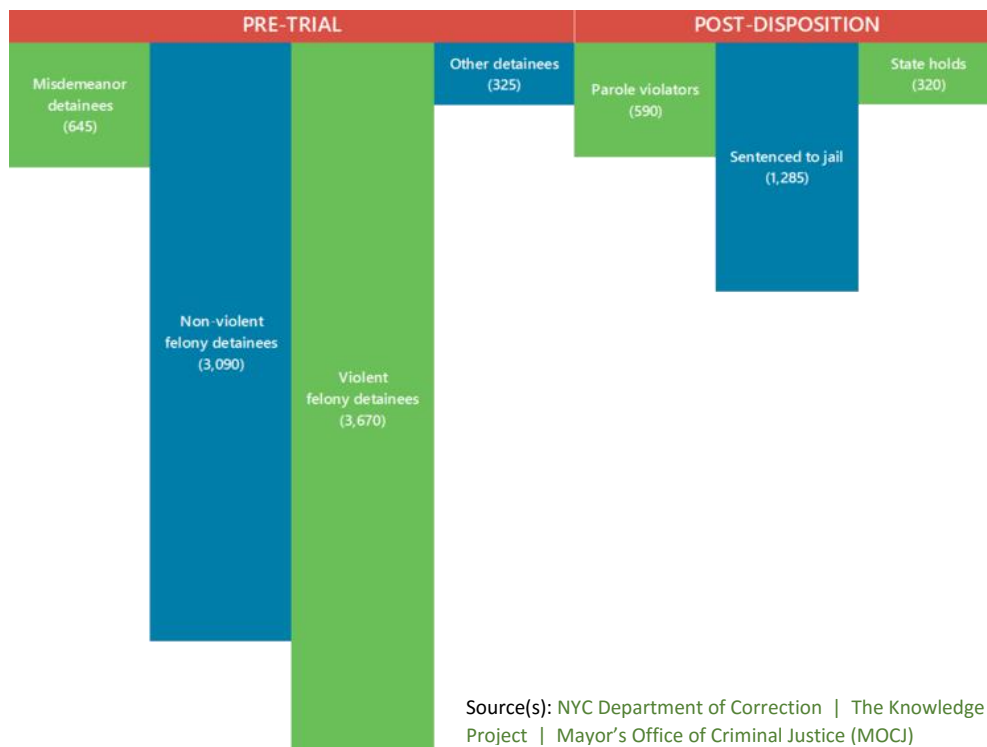 PRE-TRIAL
POST-DISPOSITION
Misdemeanor
detainees
(645)
Non-violent
felony detainees
(3,090)
Violent
felony detainees
(3,670)
Other detainees
(325)
Parole violators
(590)
Sentenced to jail
(1,285)
State holds
(320)
Source(s): NYC Department of Correction | The Knowledge
Project | Mayor’s Office of Criminal Justice (MOCJ)